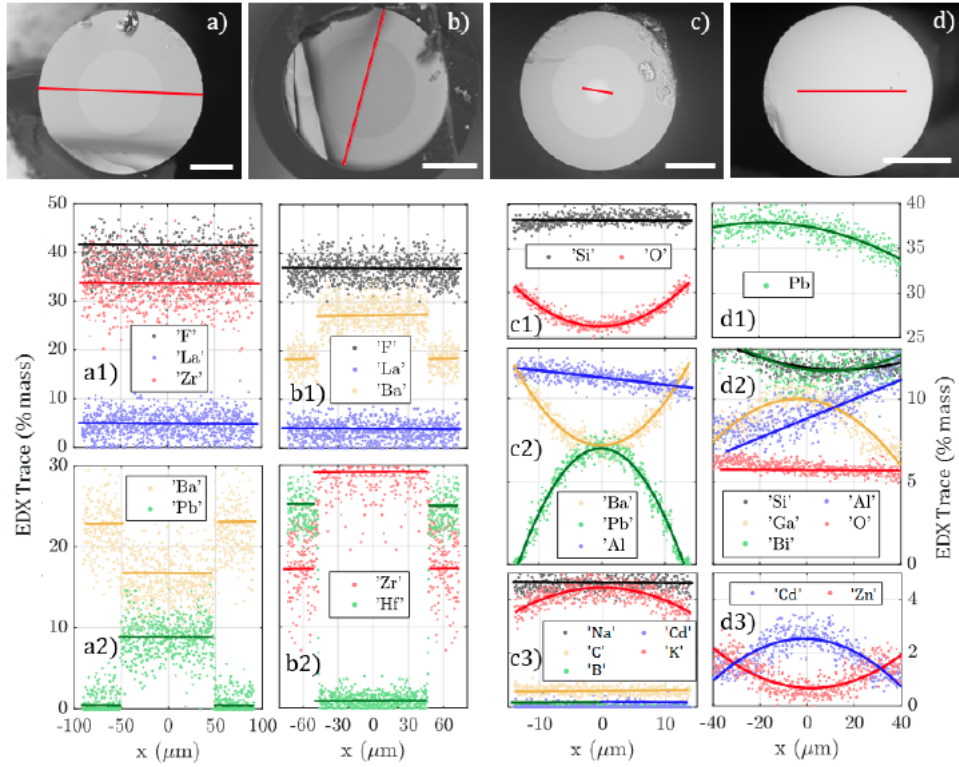 a)
b)
c)
d)
EDX Trace (% mass)
50
40
30
20
10
5
0
'F'
'La'
'Zr'
a1)
'F'
'La'
'Ba'
b1)
'Si' 'O'
c1)
Pb
d1)
40
35
30
25
'Ba'
'Pb'
'Al
c2)
d2)
'Si' 'Al'
'Ga' 'O'
'Bi'
10
5
0
EDX Trace (% mass)
30
20
10
0
'Ba'
'Pb'
a2)
'Zr'
'Hf'
b2)
'Na' 'Cd'
'C' 'K'
'B'
c3)
'Cd' 'Zn'
d3)
4
2
0
-100 -50 0 50 100
-60 -30 0 30 60
-10 0 10
-40 -20 0 20 40
x (µm)
x (µm)
x (µm)
x (µm)